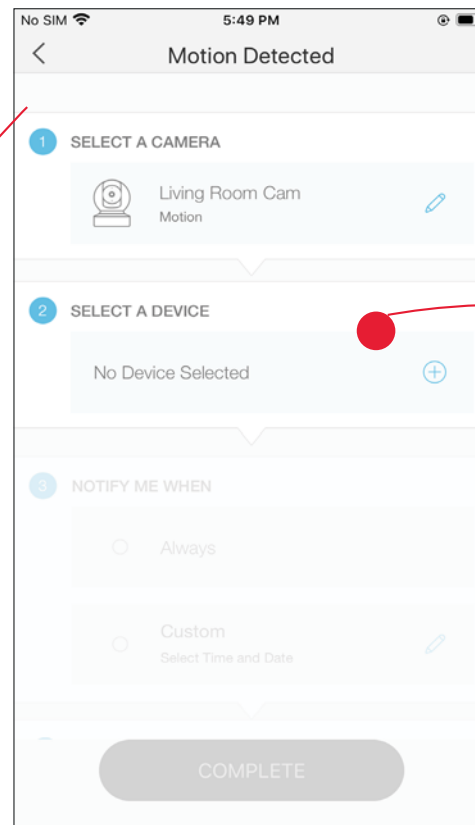 No SIM 5:49 PM
Motion Detected
1 SELECT A CAMERA
Living Room Cam
Motion
2 SELECT A DEVICE
No Device Selected
3 NOTIFY ME WHEN
Always
Custom
Select Time and Date
COMPLETE